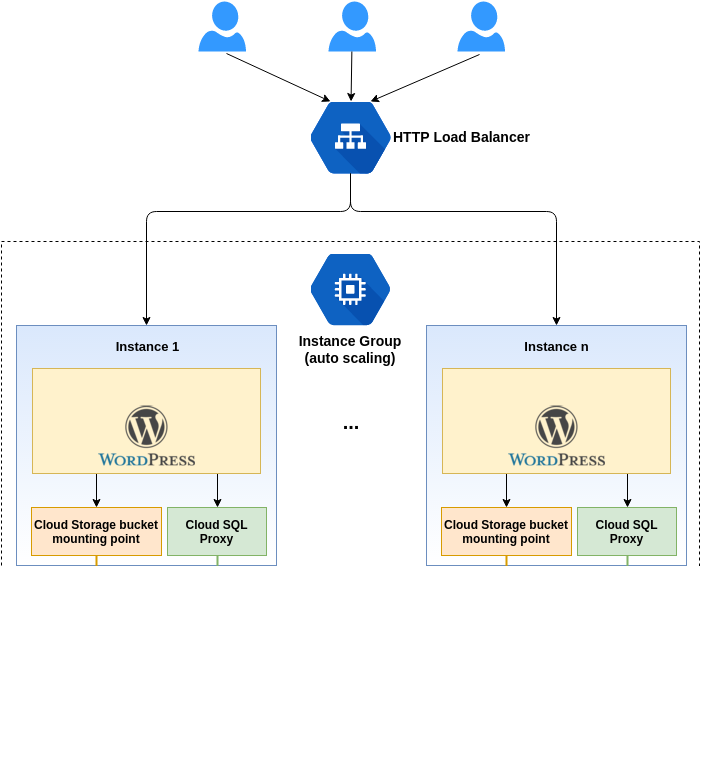 HTTP Load Balancer
Instance Group
(auto scaling)
Instance 1
WORDPRESS
Cloud Storage bucket
mounting point
Cloud SQL
Proxy
...
Instance n
WORDPRESS
Cloud Storage bucket
mounting point
Cloud SQL
Proxy